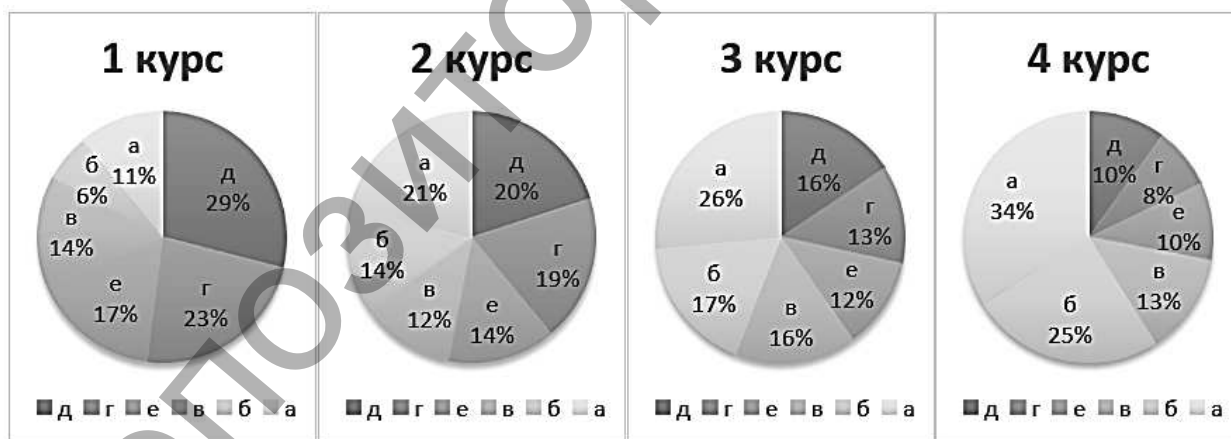 1 курс
а
11%
б
6%
в
14%
е
17%
г
23%
д
29%
д г е в б а
2 курс
а
21%
б
14%
в
12%
е
14%
г
19%
д
20%
д г е в б а
3 курс
а
26%
б
17%
в
16%
е
12%
г
13%
д
16%
д г е в б а
4 курс
а
34%
б
25%
в
13%
е
10%
г
8%
д
10%
д г е в б а